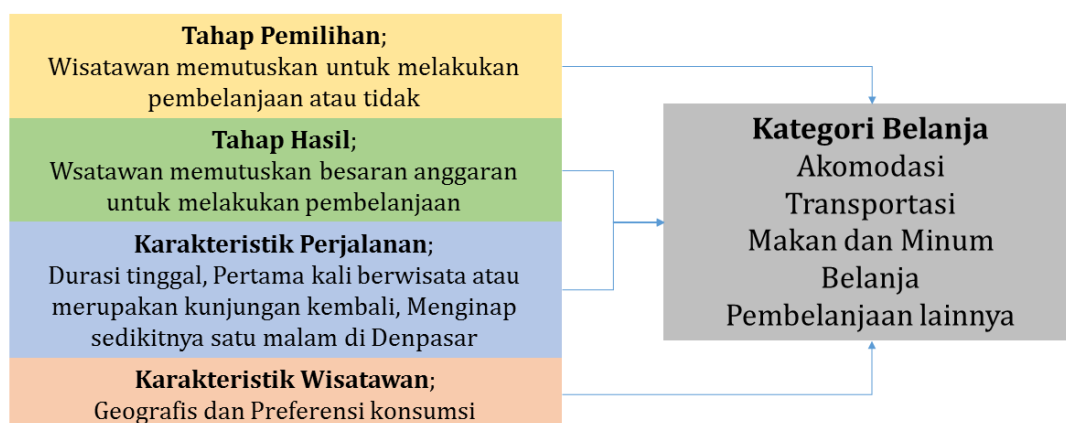 Tahap Pemilihan;
Wisatawan memutuskan untuk melakukan
pembelanjaan atau tidak
Tahap Hasil;
Wsatawan memutuskan besaran anggaran
untuk melakukan pembelanjaan
Karakteristik Perjalanan;
Durasi tinggal, Pertama kali berwisata atau
merupakan kunjungan kembali, Menginap
sedikitnya satu malam di Denpasar
Karakteristik Wisatawan;
Geografis dan Preferensi konsumsi
Kategori Belanja
Akomodasi
Transportasi
Makan dan Minum
Belanja
Pembelanjaan lainnya